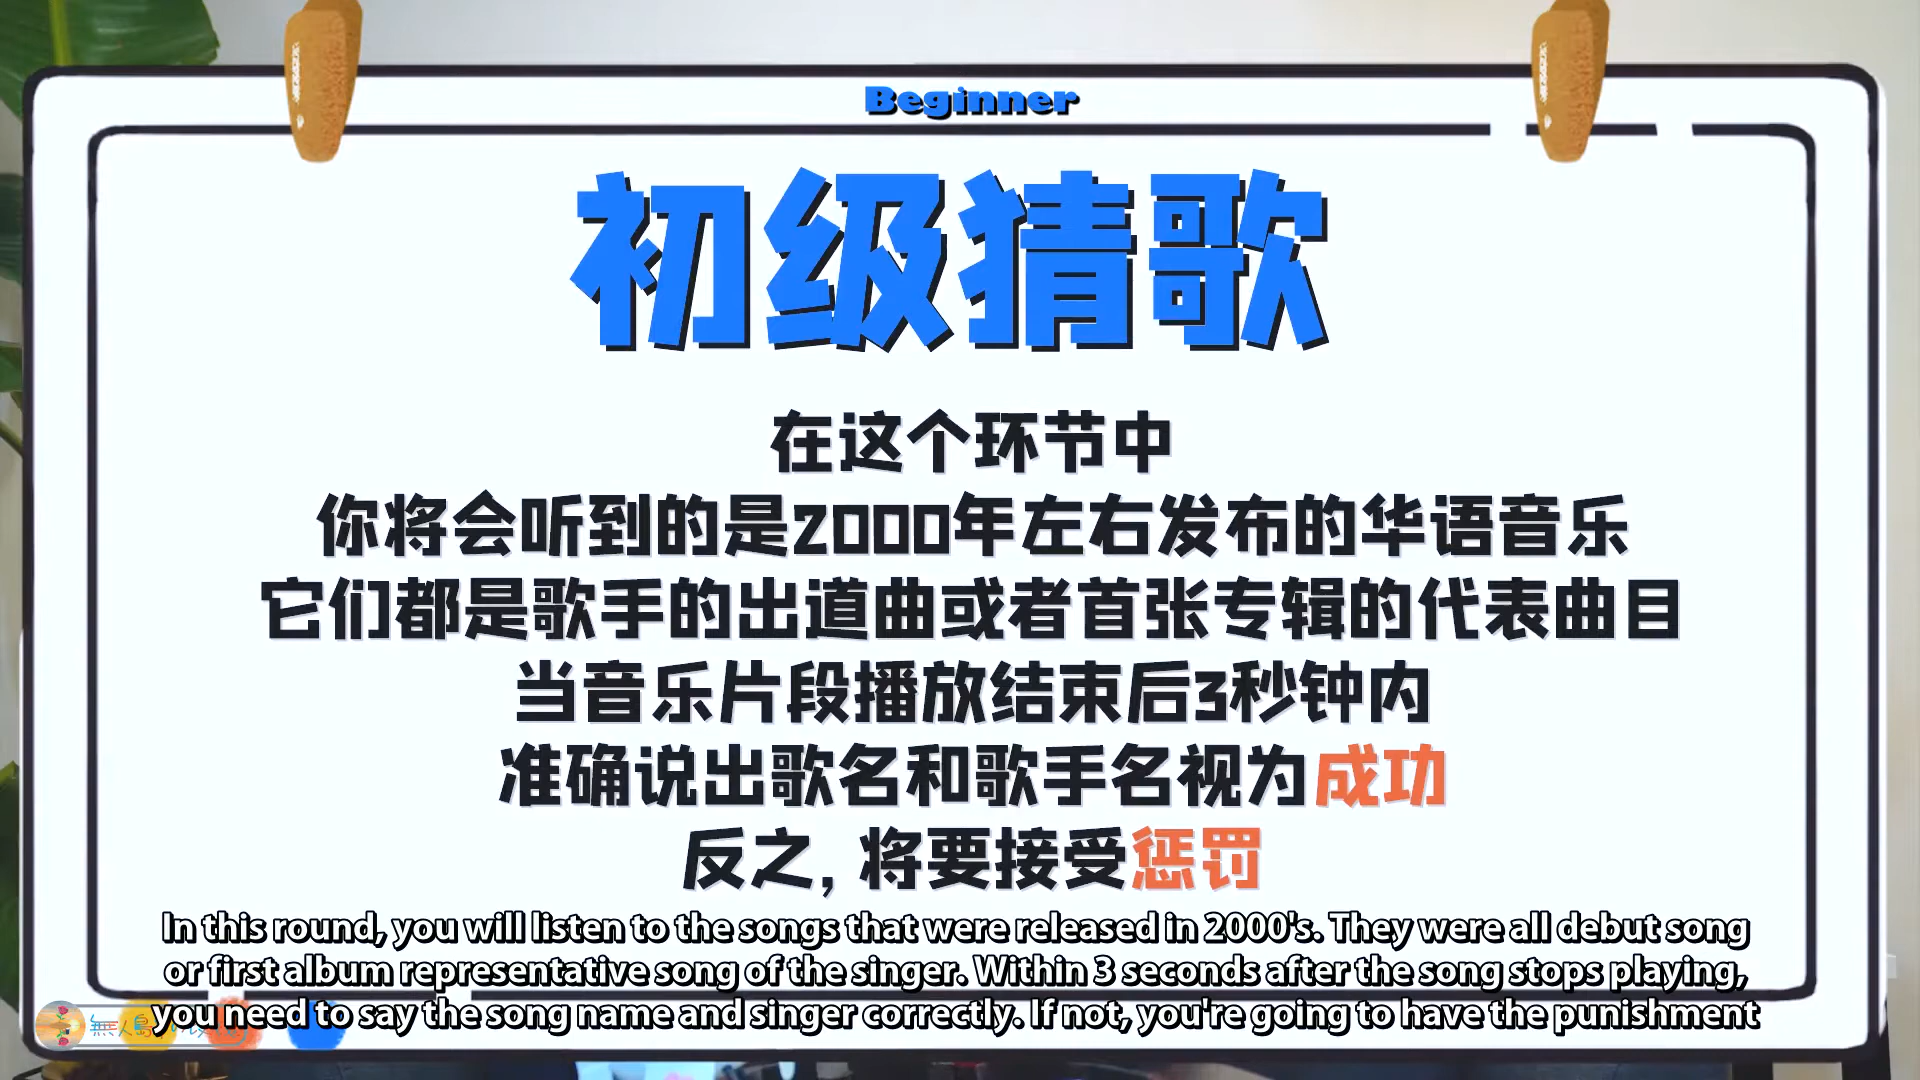 Beginner
初级猜歌
在这个环节中
你将会听到的是2000年左右发布的华语音乐
它们都是歌手的出道曲或者首张专辑的代表曲目
当音乐片段播放结束后3秒钟内
准确说出歌名和歌手名视为成功
反之, 将要接受惩罚
In this round, you will listen to the songs that were released in 2000's. They were all debut song
or first album representative song of the singer. Within 3 seconds after the song stops playing,
you need to say the song name and singer correctly. If not, you're going to have the punishment
無人島